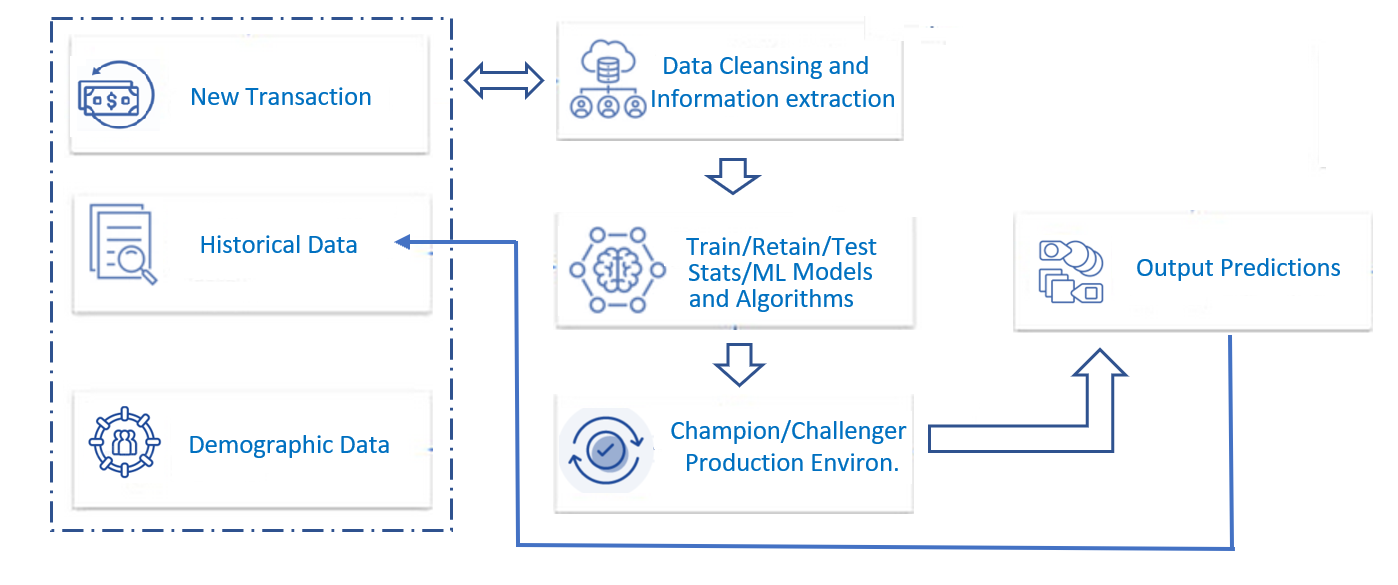 New Transaction
Data Cleansing and
Information extraction
Historical Data
Train/Retain/Test
Stats/ML Models
and Algorithms
Output Predictions
Demographic Data
Champion/Challenger
Production Environ.